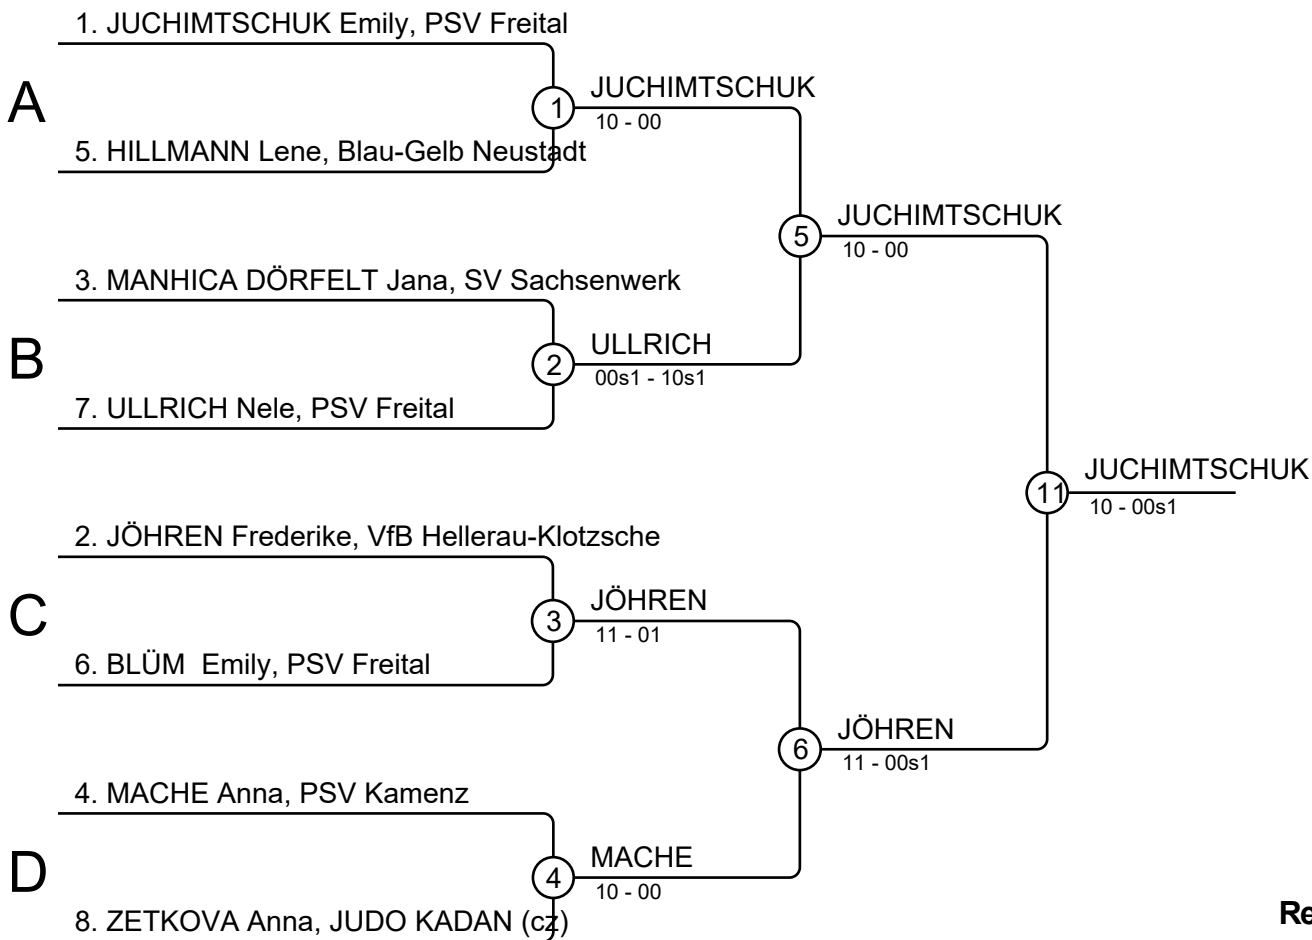 1. JUCHIMTSCHUK Emily, PSV Freital
A
1
JUCHIMTSCHUK
10 - 00
5. HILLMANN Lene, Blau-Gelb Neustadt
5
JUCHIMTSCHUK
10 - 00
3. MANHICA DÖRFELT Jana, SV Sachsenwerk
B
2
ULLRICH
00s1 - 10s1
7. ULLRICH Nele, PSV Freital
11
JUCHIMTSCHUK
10 - 00s1
2. JÖHREN Frederike, VfB Hellerau-Klotzsche
C
3
JÖHREN
11 - 01
6. BLÜM  Emily, PSV Freital
6
JÖHREN
11 - 00s1
4. MACHE Anna, PSV Kamenz
D
4
MACHE
10 - 00
8. ZETKOVA Anna, JUDO KADAN (cz)
Re